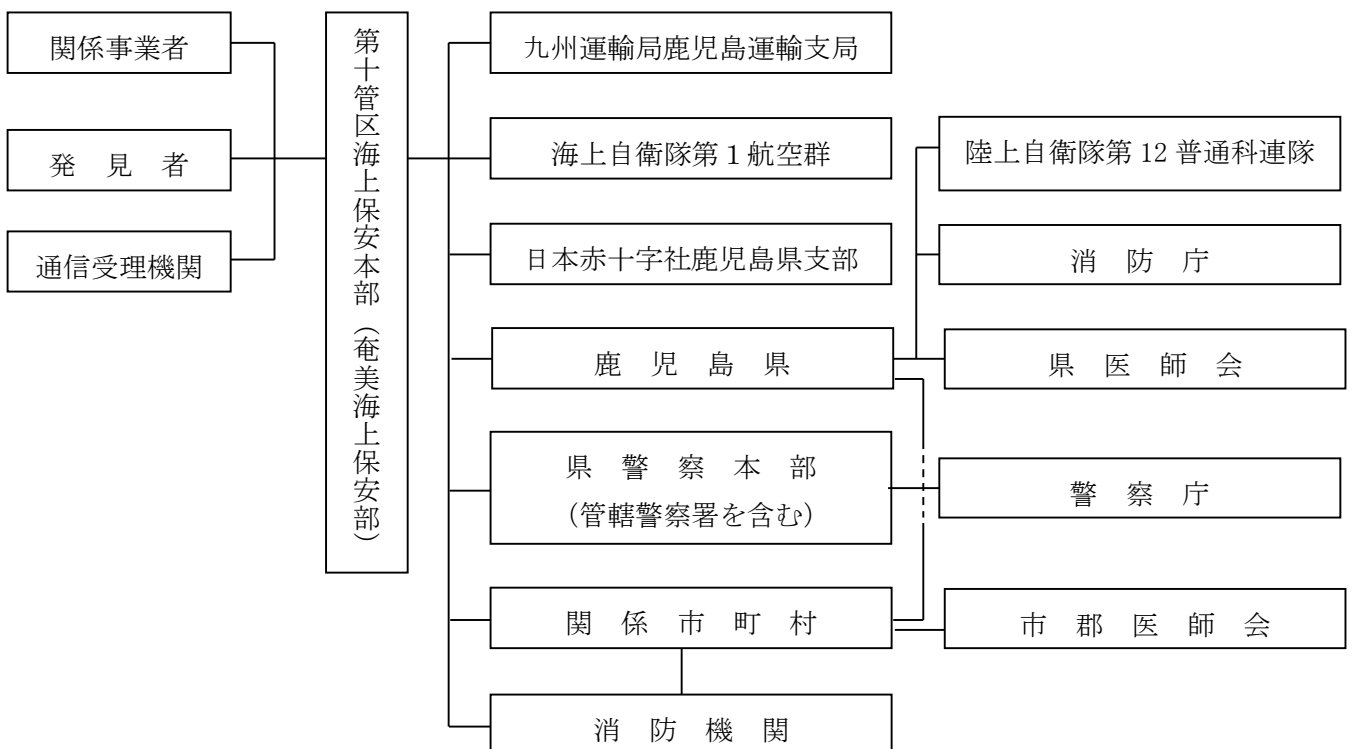 関係事業者
発見者
通信受理機関
第十管区海上保安本部（奄美海上保安部）
九州運輸局鹿児島運輸支局
海上自衛隊第１航空群
日本赤十字社鹿児島県支部
鹿児島県
県警察本部
（管轄警察署を含む）
関係市町村
消防機関
陸上自衛隊第12普通科連隊
消防庁
県医師会
警察庁
市郡医師会